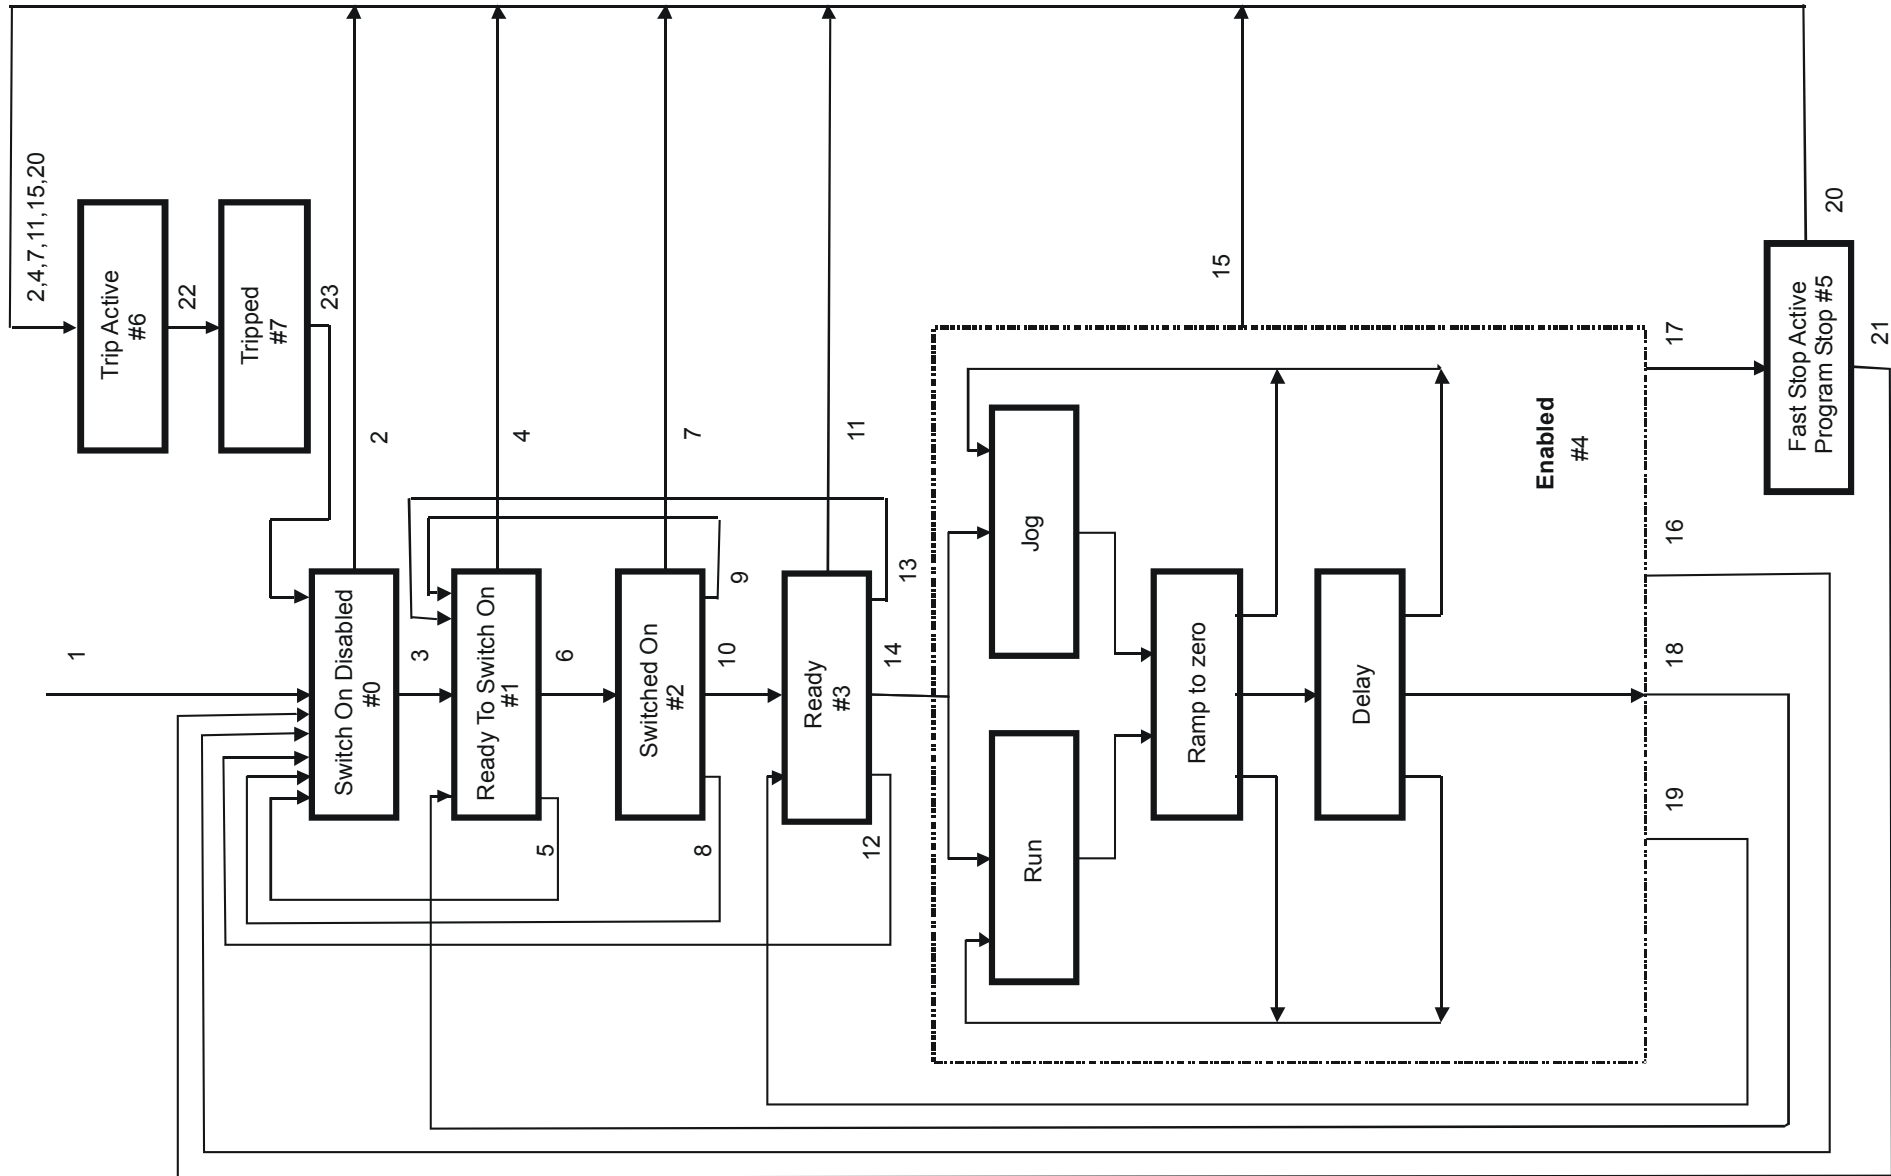 2,4,7,11,15,20
Trip Active
#6
22
Tripped
#7
23
1
Switch On Disabled
#0
2
3
Ready To Switch On
#1
4
5
6
Switched On
#2
7
8
9
10
Ready
#3
11
12
13
14
Run
Jog
Ramp to zero
Delay
Enabled
#4
15
16
17
18
19
Fast Stop Active
Program Stop #5
20
21